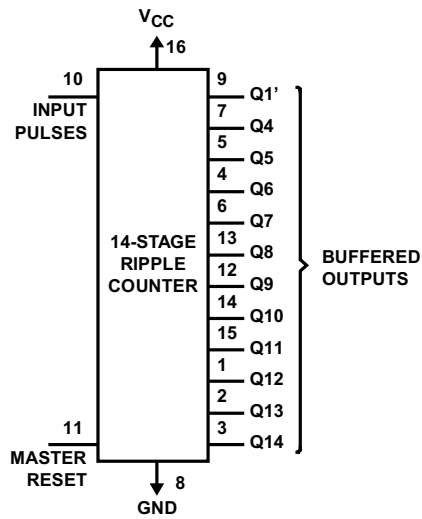 VCC
16
10
INPUT
PULSES
14-STAGE
RIPPLE
COUNTER
11
MASTER
RESET
9 Q1’
7 Q4
5 Q5
4 Q6
6 Q7
13 Q8
12 Q9
14 Q10
15 Q11
1 Q12
2 Q13
3 Q14
BUFFERED
OUTPUTS
8
GND